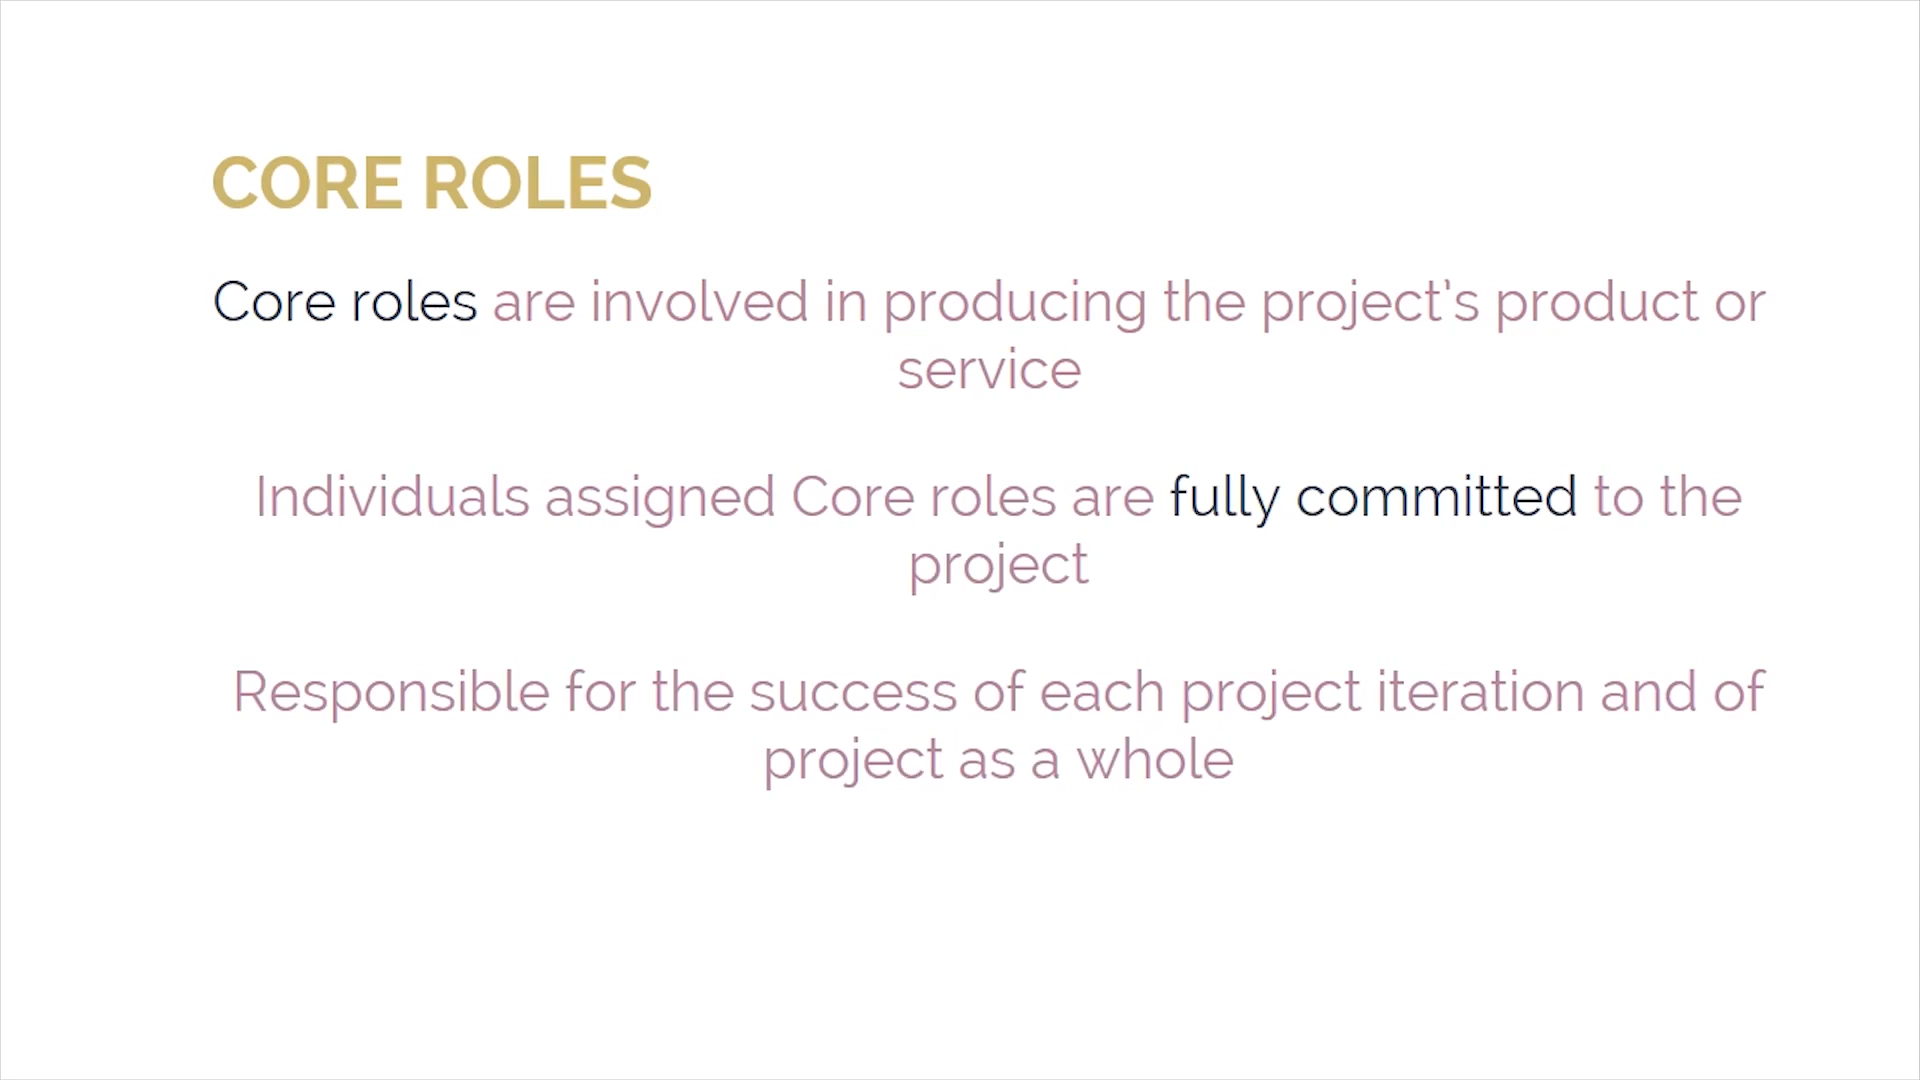 CORE ROLES
Core roles are involved in producing the project's product or
service
Individuals assigned Core roles are fully committed to the
project
Responsible for the success of each project iteration and of
project as a whole